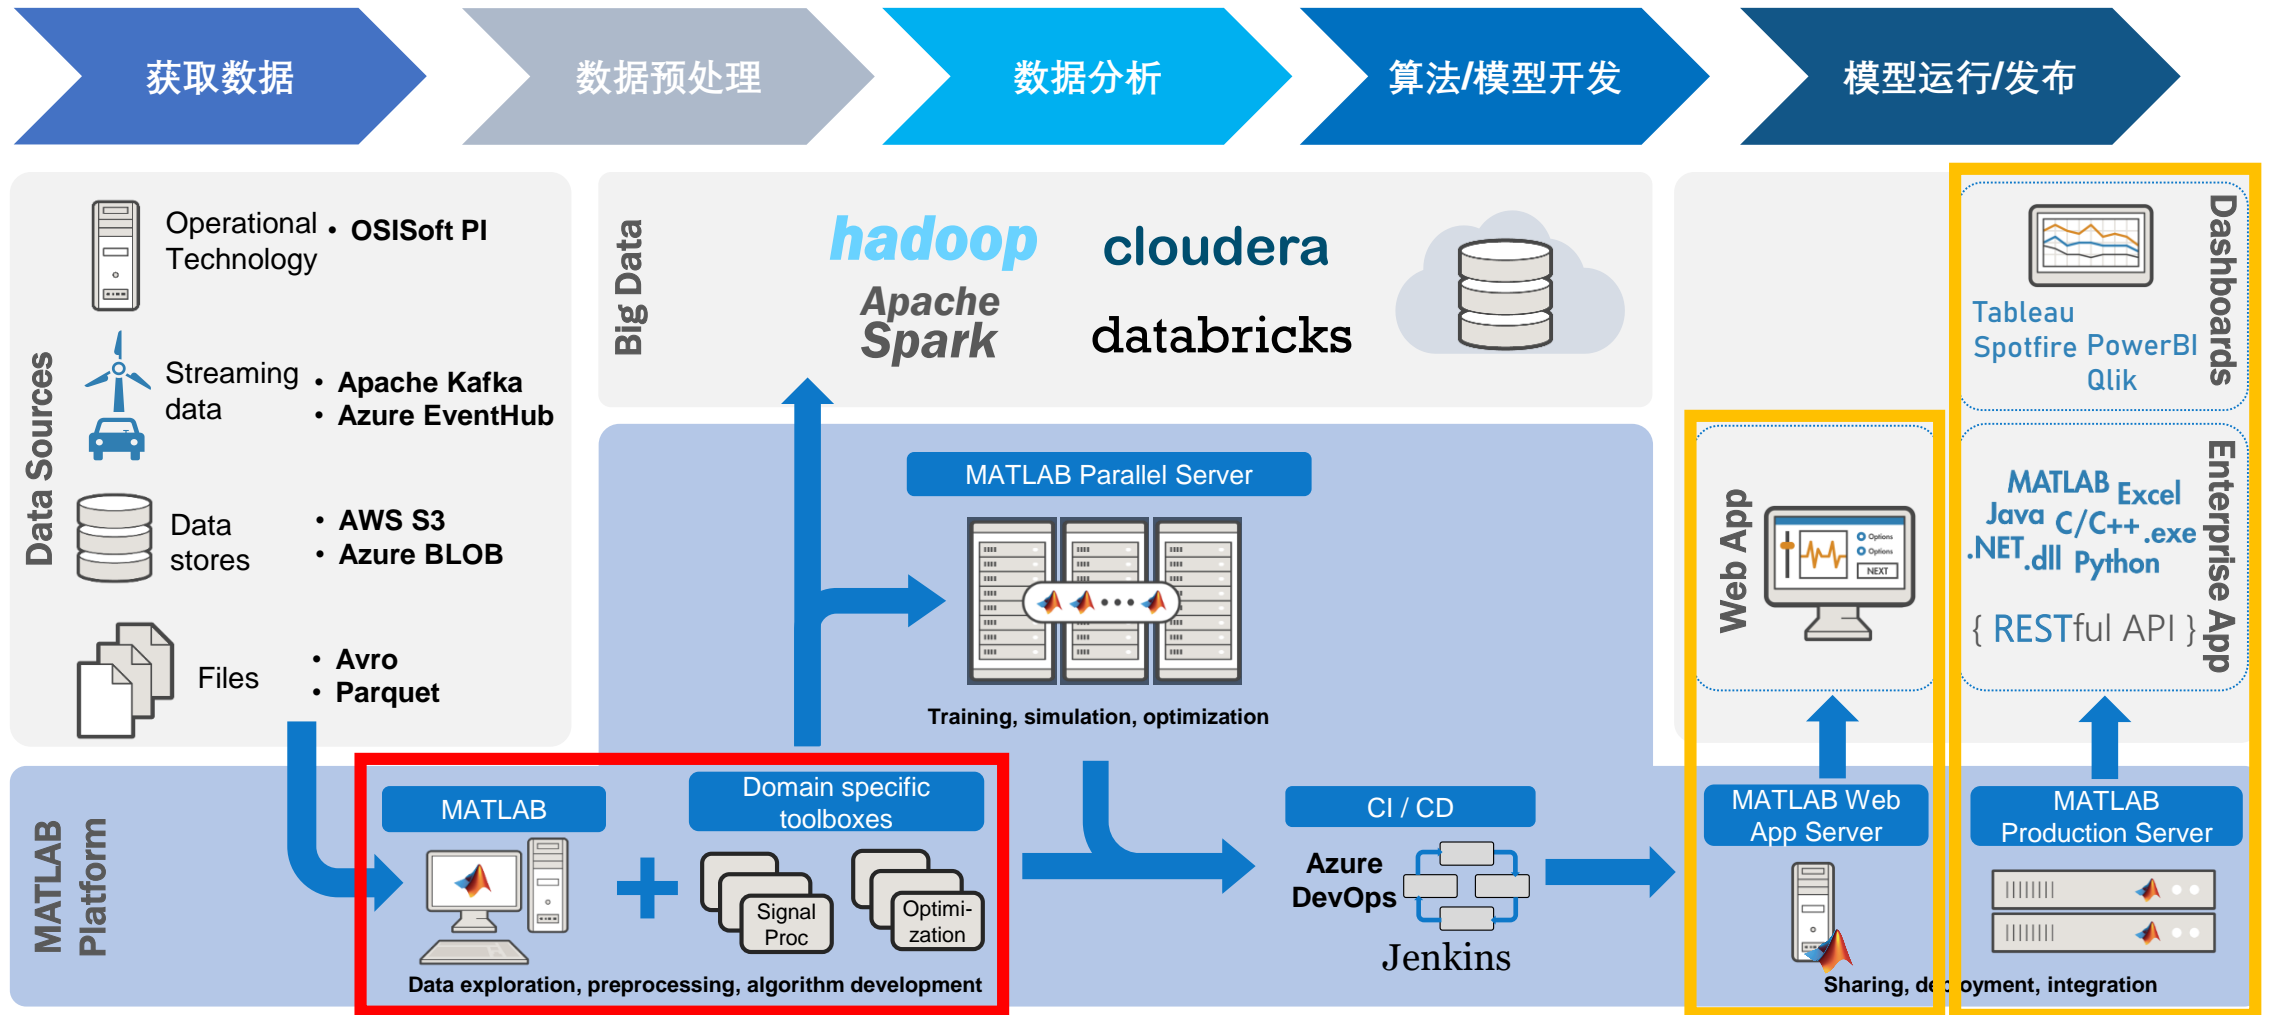 获取数据
数据预处理
数据分析
算法/模型开发
模型运行/发布
Data Sources
Operational
Technology
• OSISoft PI
Streaming
data
• Apache Kafka
• Azure EventHub
Data
stores
• AWS S3
• Azure BLOB
Files
• Avro
• Parquet
Big Data
hadoop
cloudera
Apache
Spark
databricks
MATLAB Parallel Server
Training, simulation, optimization
Dashboards
Tableau
Spotfire
PowerBI
Qlik
Web App
Options
Options
NEXT
Enterprise App
MATLAB
Excel
Java
C/C++
.exe
.NET
.dll
Python
{ RESTful API }
MATLAB
Platform
MATLAB
Domain specific
toolboxes
Signal
Proc
Optimi-
zation
Data exploration, preprocessing, algorithm development
CI / CD
Azure
DevOps
Jenkins
MATLAB Web
App Server
MATLAB
Production Server
Sharing, deployment, integration